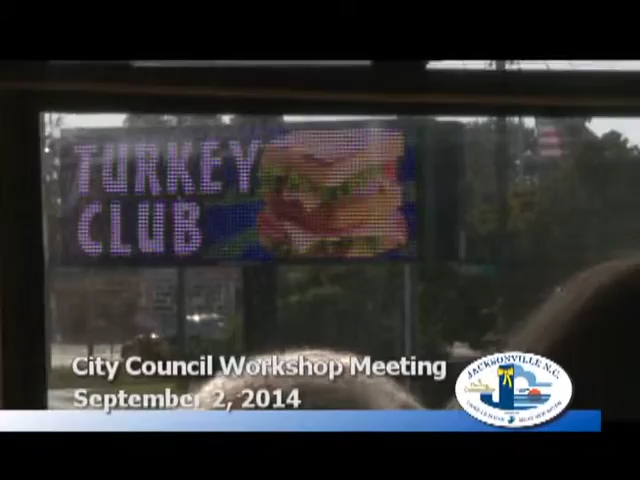 TURKEY
CLUB
City Council Workshop Meeting
September 2, 2014
JACKSONVILLE N.C.